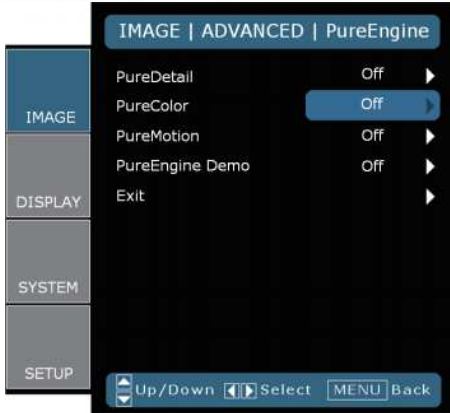 IMAGE | ADVANCED | PureEngine
PureDetail Off
PureColor Off
PureMotion Off
PureEngine Demo Off
Exit
IMAGE
DISPLAY
SYSTEM
SETUP
Up/Down Select MENU Back